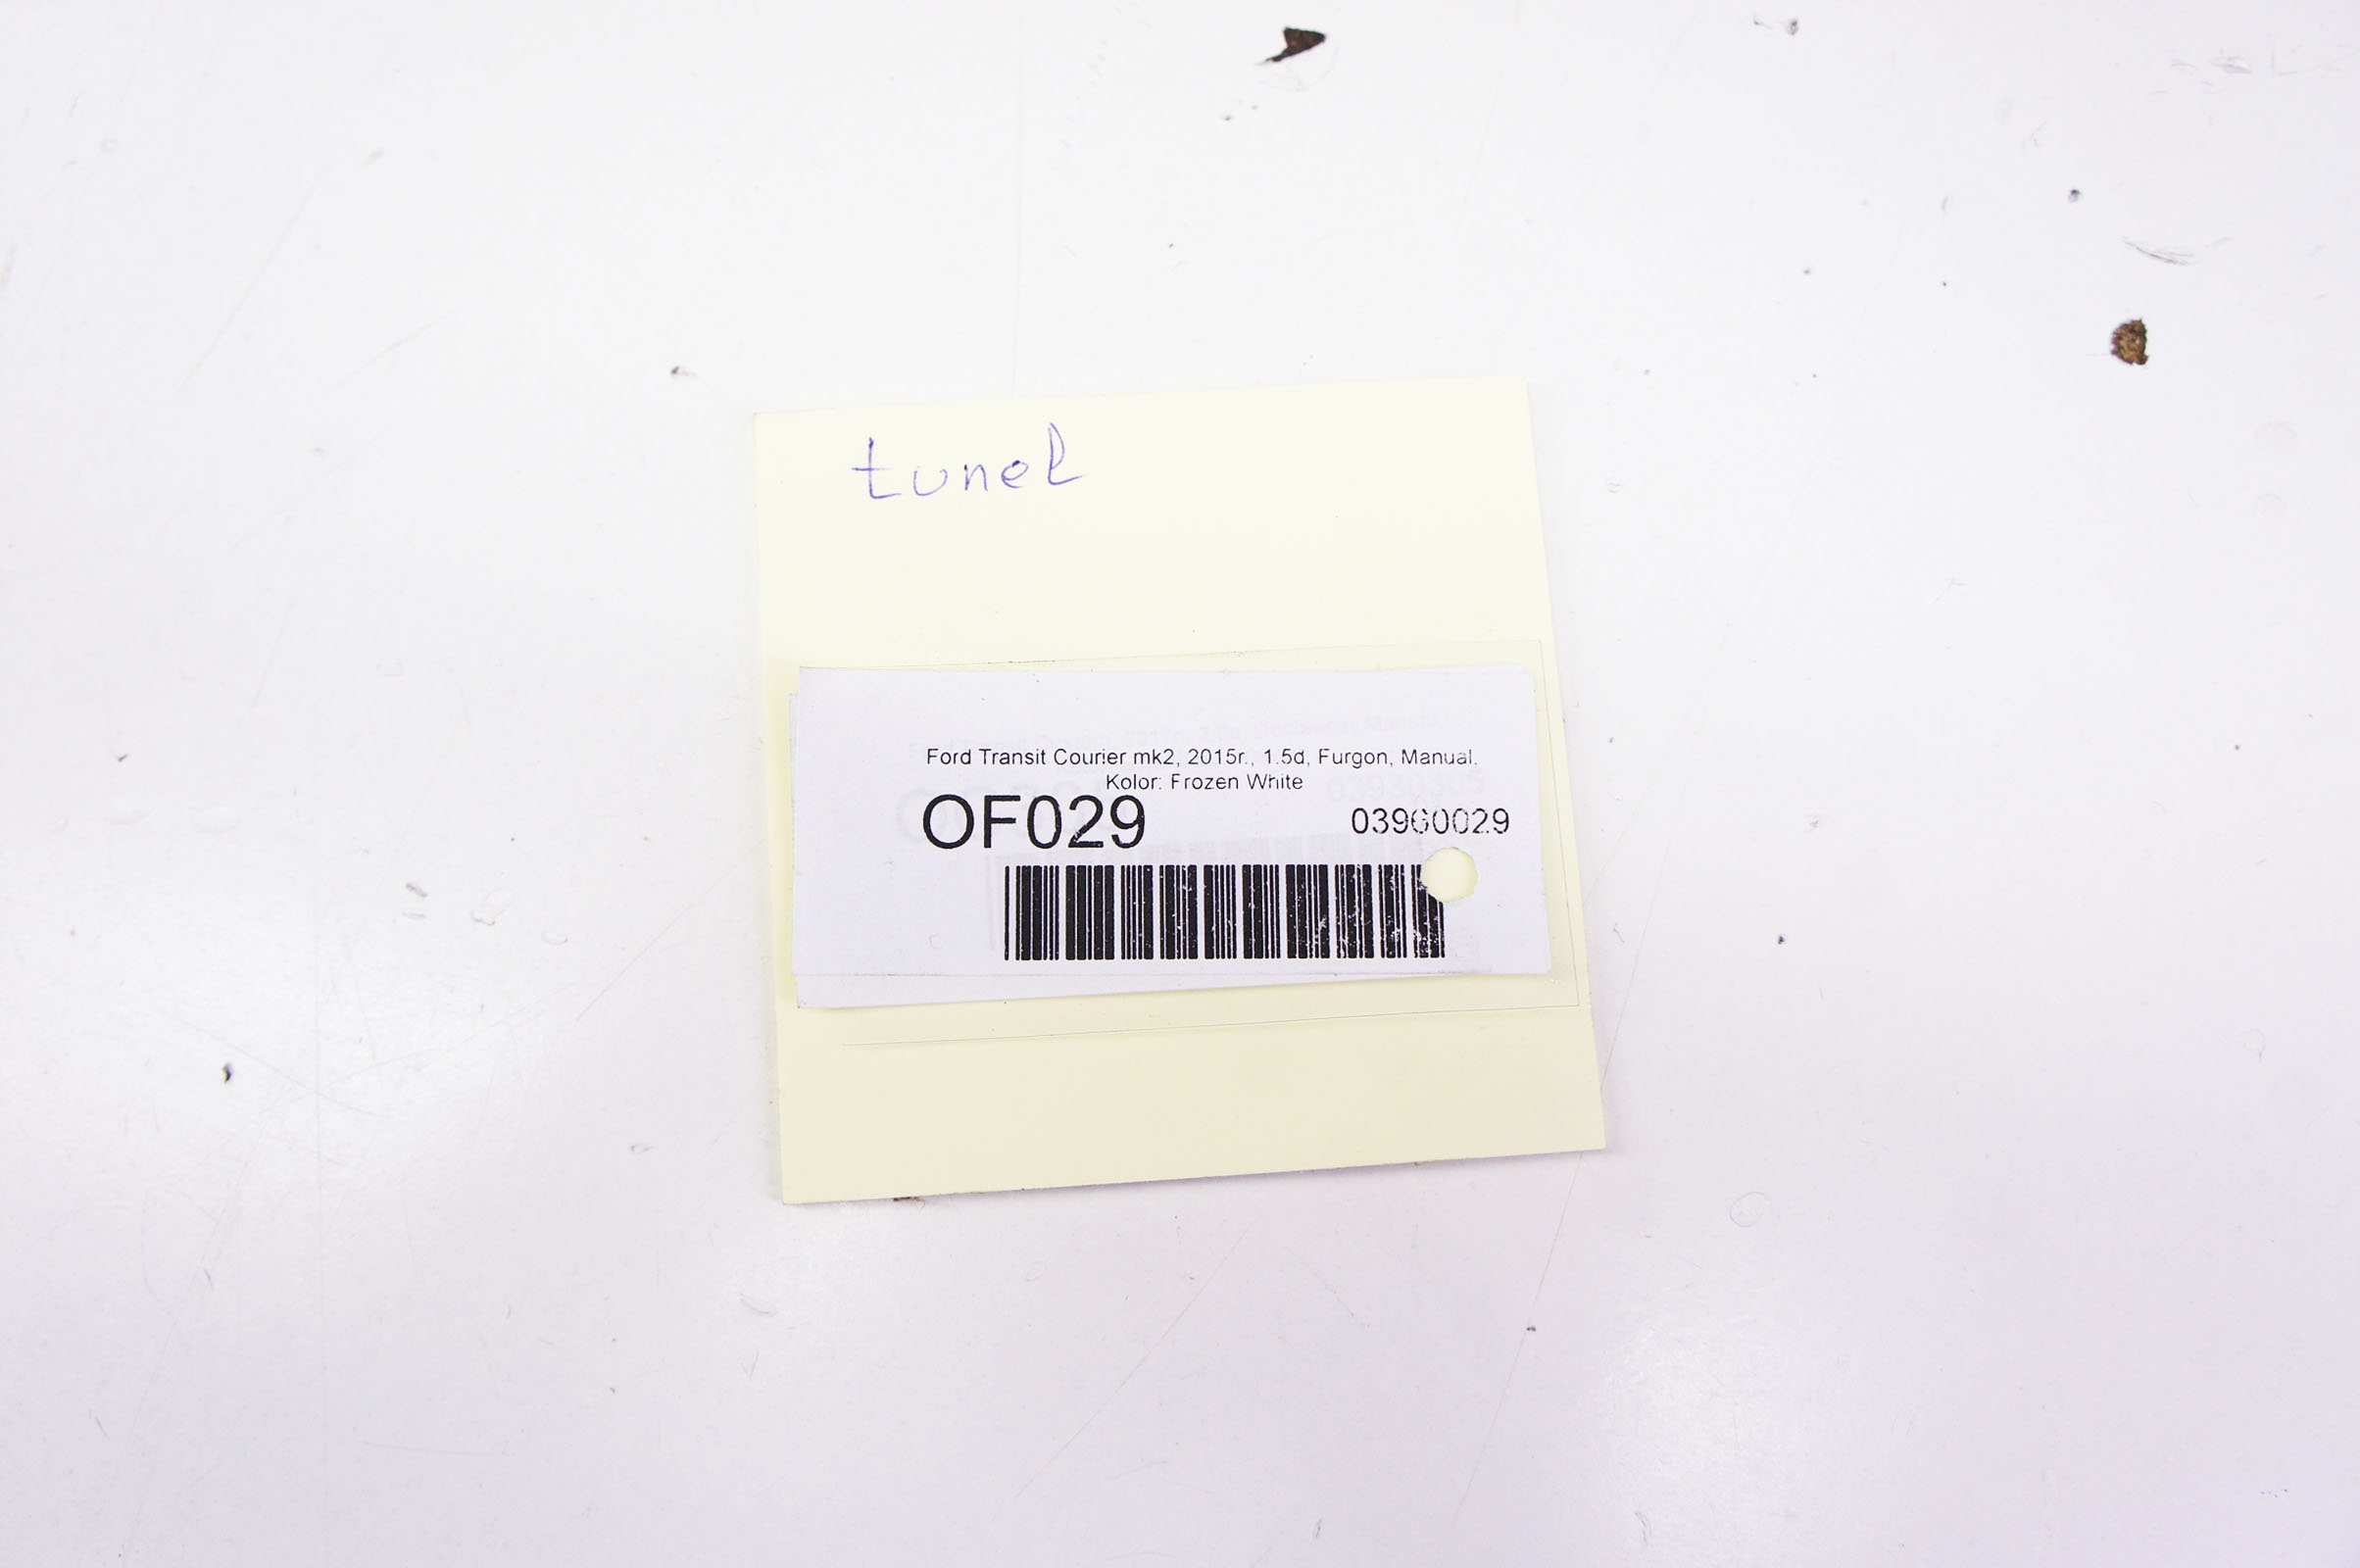 tunel
Ford Transit Courier mk2, 2015r., 1.5d, Furgon, Manual,
Kolor: Frozen White
OF029
03960029